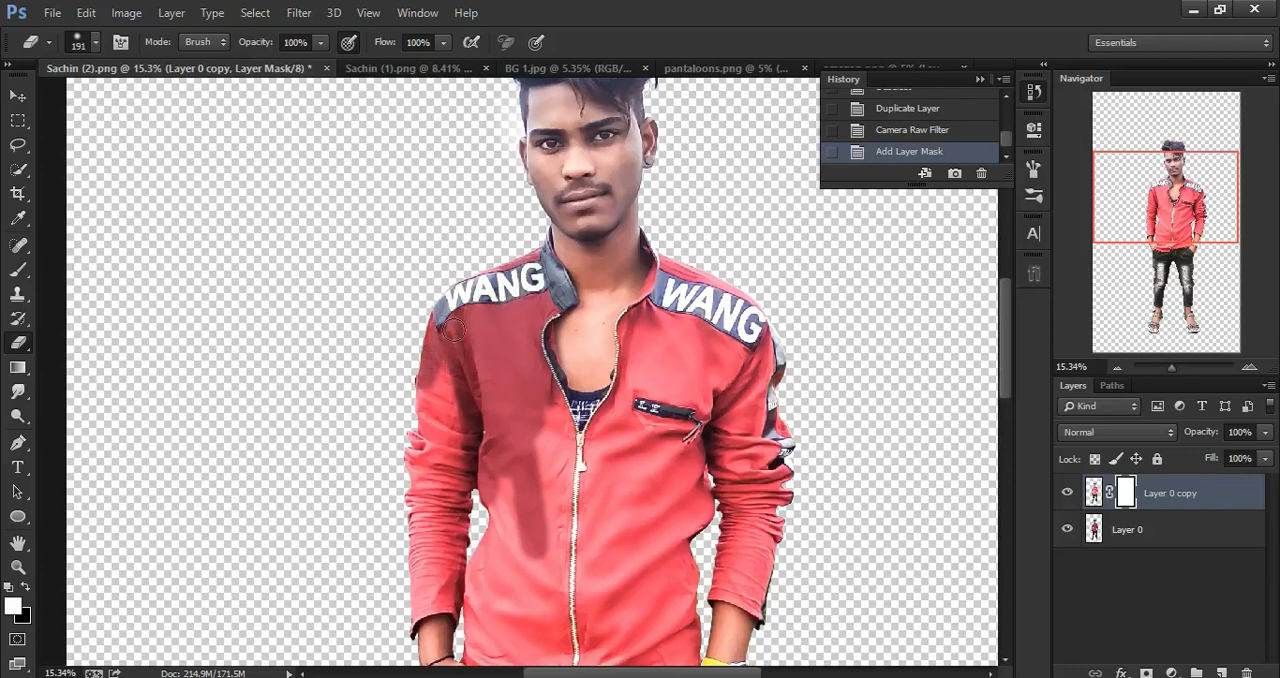 Ps File Edit Image Layer Type Select Filter 3D View Window Help
191 Mode: Brush Opacity: 100% Flow: 100% Essentials
Sachin (2).png @ 15.3% (Layer 0 copy, Layer Mask/8) * × Sachin (1).png @ 8.41% ... × BG 1.jpg @ 5.35% (RGB/... × pantaloons.png @ 5% (... ×
History
Duplicate Layer
Camera Raw Filter
Add Layer Mask
Navigator
15.34%
WANG
WANG
Layers Paths
Kind
Normal Opacity: 100%
Lock: Fill: 100%
Layer 0 copy
Layer 0
T
A|
fx
15.34% Doc: 214.9M/171.5M